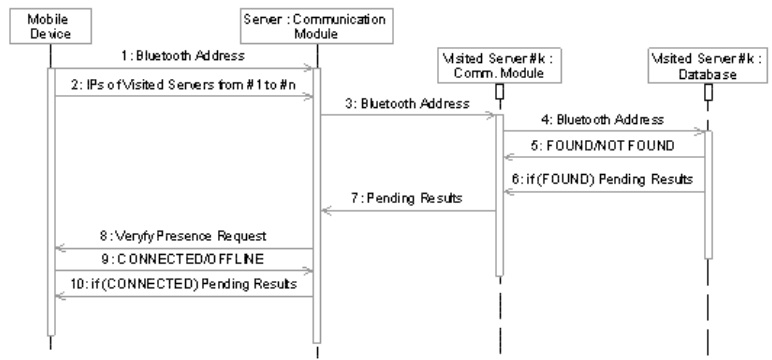 Mobile
Device
Server : Communication
Module
Visited Server#k :
Comm. Module
Visited Server#k :
Database
1: Bluetooth Address
2: IPs of Visited Servers from #1 to #n
3: Bluetooth Address
4: Bluetooth Address
5: FOUND/NOT FOUND
6: if (FOUND) Pending Results
7: Pending Results
8: Veryfy Presence Request
9: CONNECTED/OFFLINE
10: if (CONNECTED) Pending Results